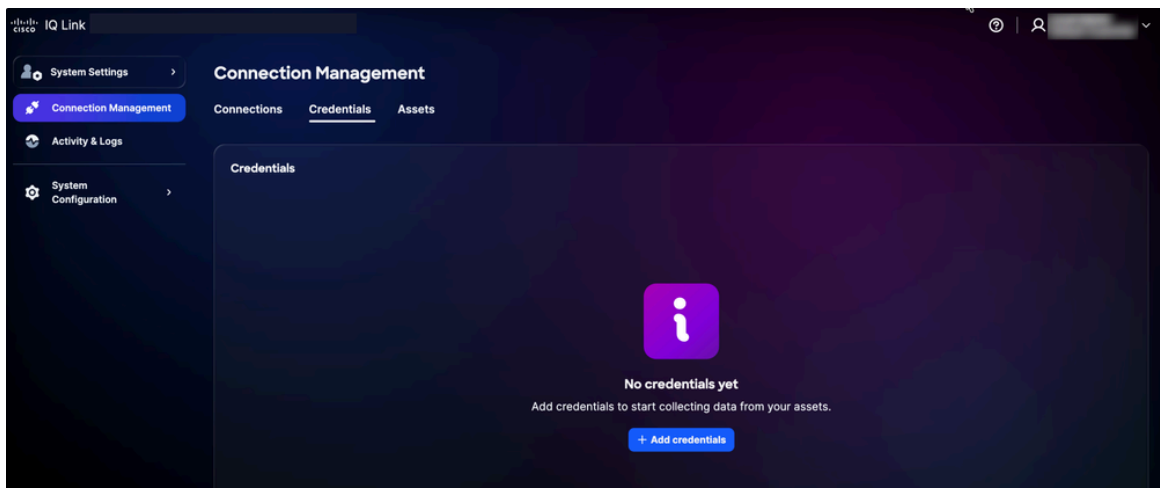 cisco IQ Link
System Settings
Connection Management
Activity & Logs
System
Configuration
Connection Management
Connections Credentials Assets
Credentials
No credentials yet
Add credentials to start collecting data from your assets.
+ Add credentials